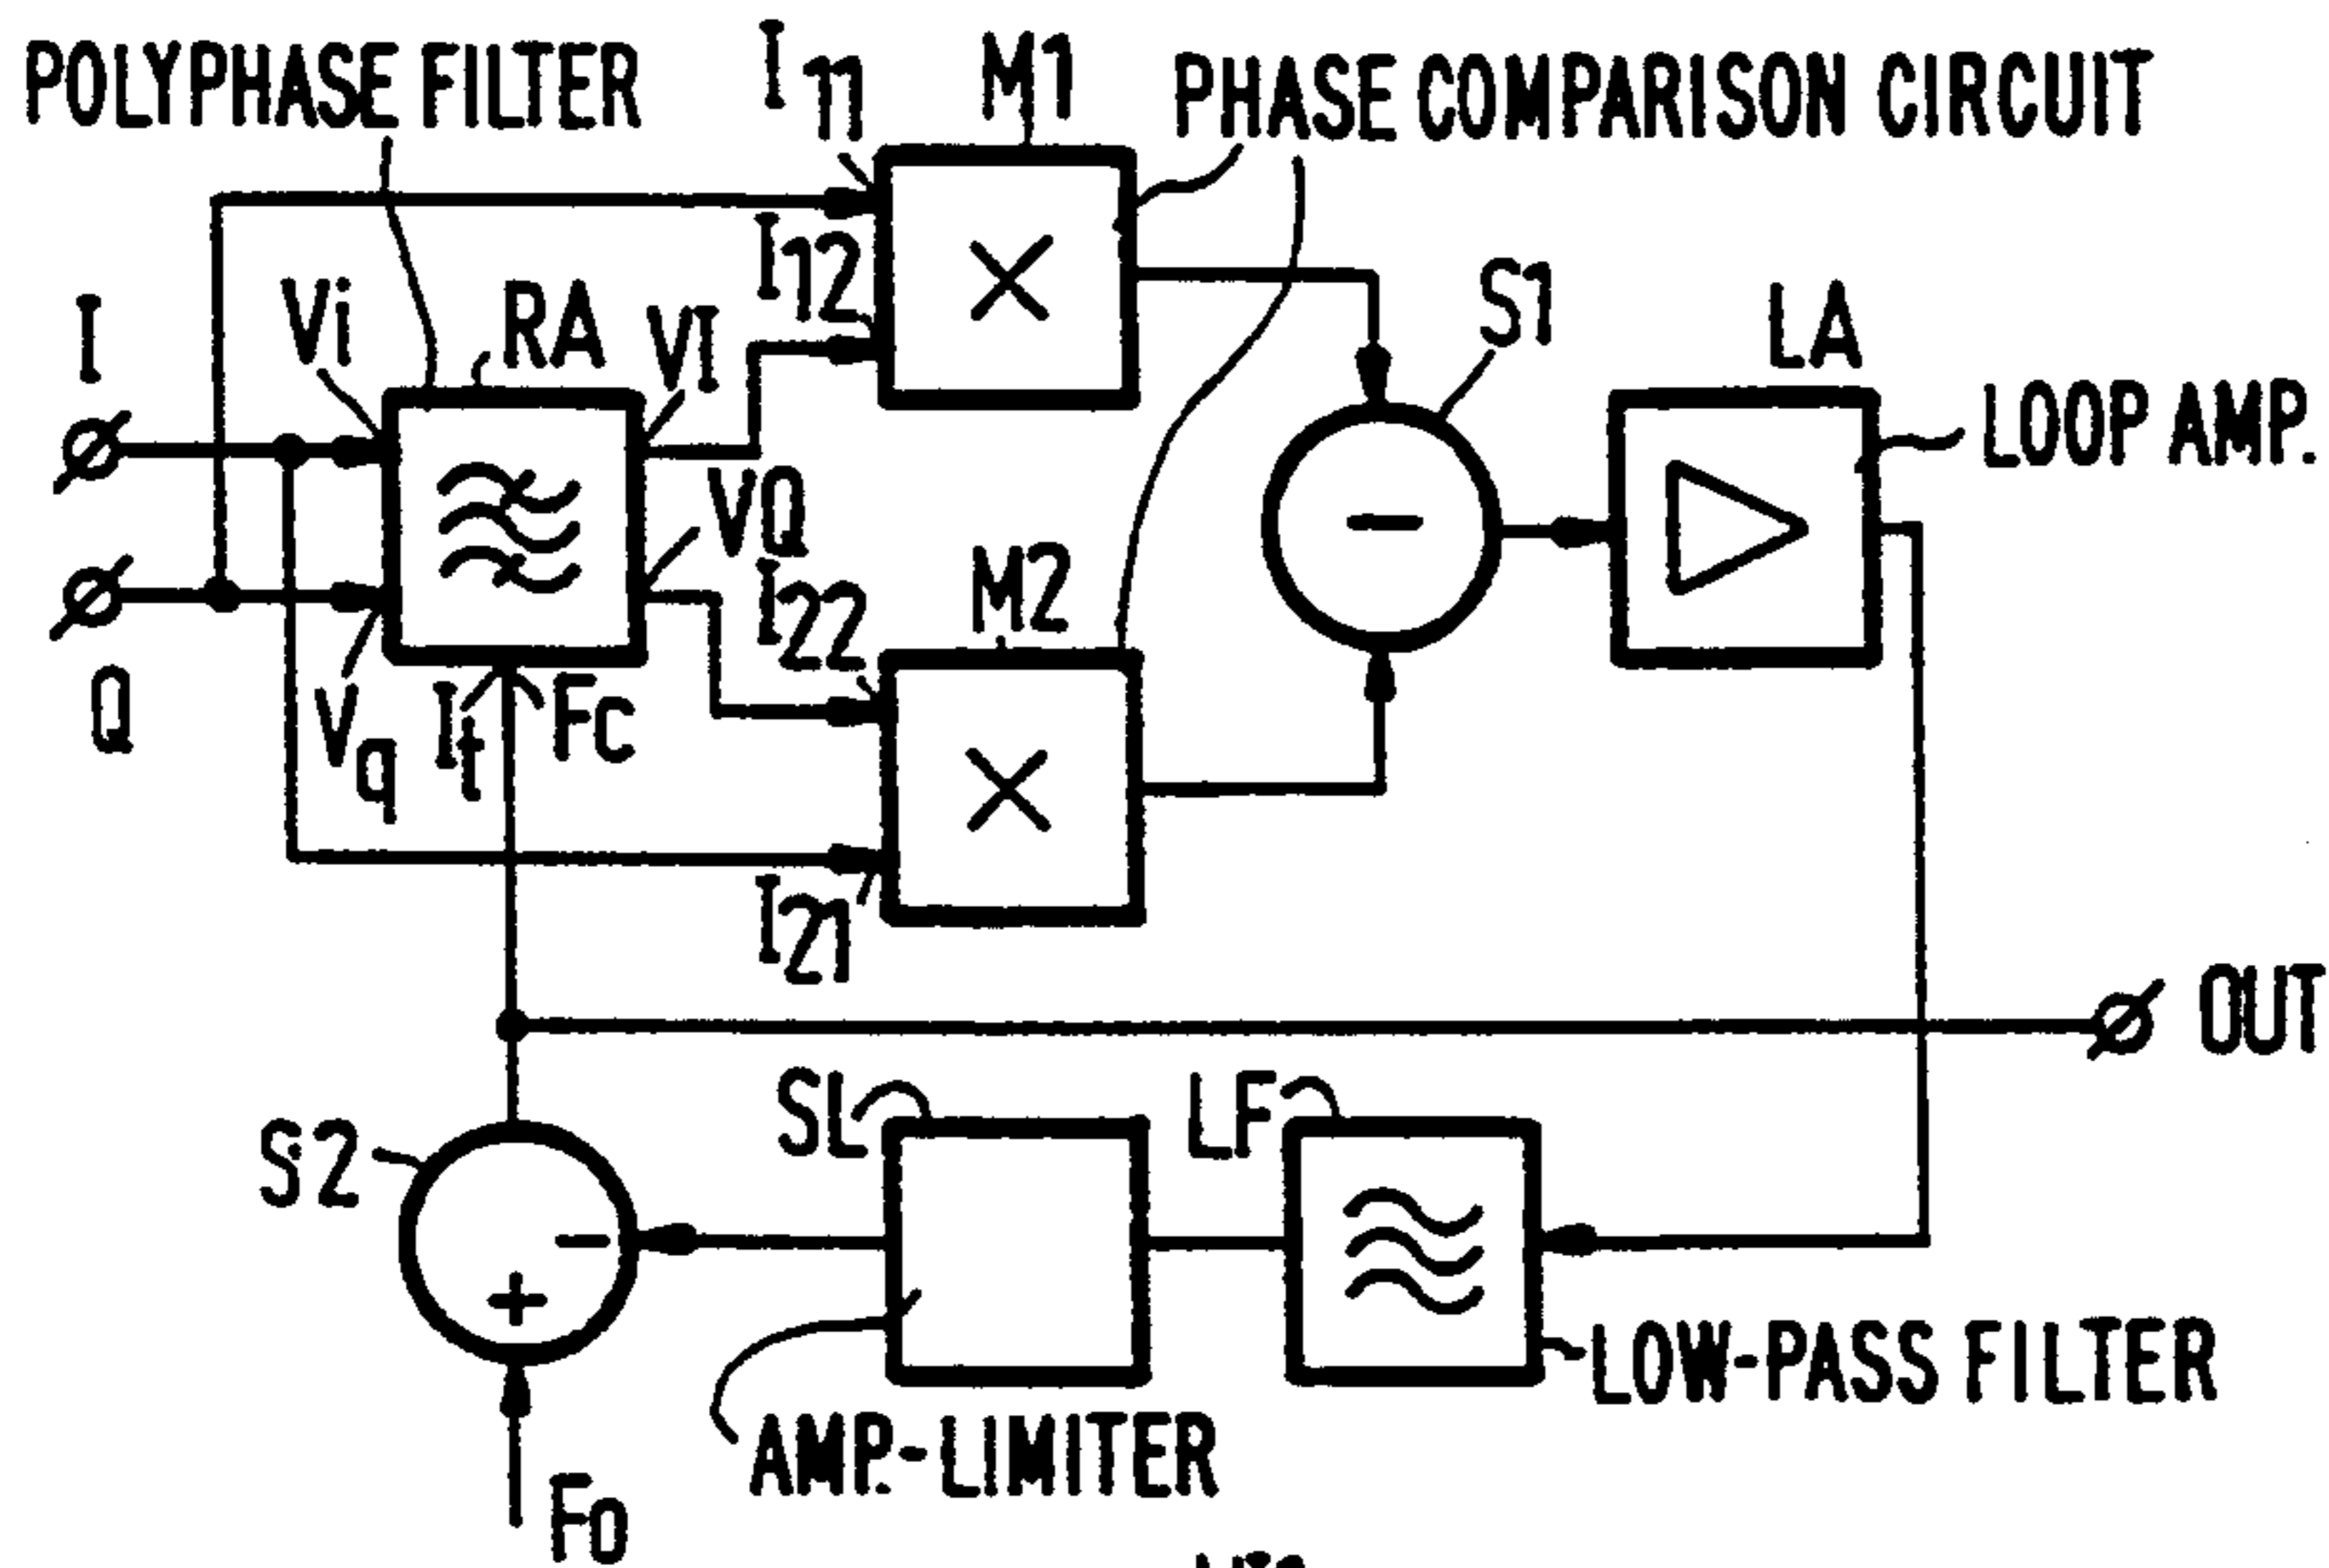 POLYPHASE FILTER
I11
M1
PHASE COMPARISON CIRCUIT
I12
I
Vi
RA
VI
S1
LA
LOOP AMP.
VQ
I22
M2
Q
Vq
It
Fc
I21
OUT
S2
SL
LF
LOW-PASS FILTER
AMP.-LIMITER
Fo